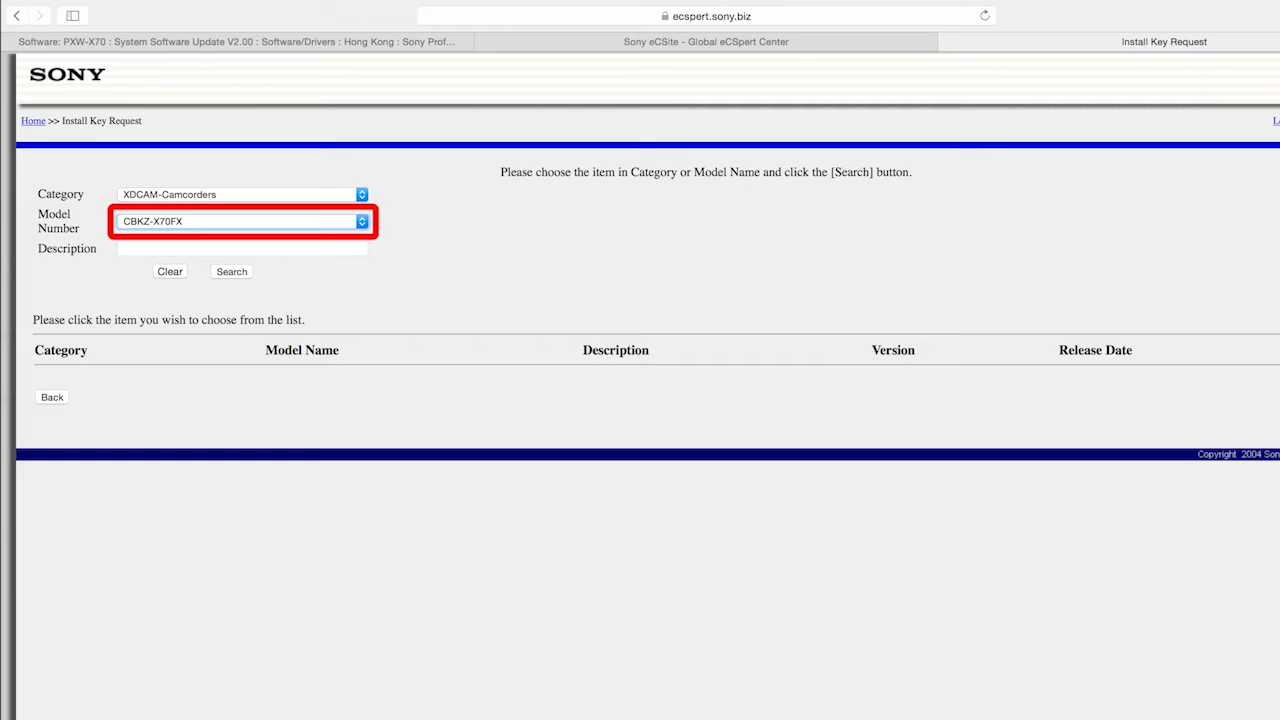 ecspert.sony.biz
Software: PXW-X70 : System Software Update V2.00 : Software/Drivers : Hong Kong : Sony Prof...
Sony eCSite - Global eCSpert Center
Install Key Request
SONY
Home >> Install Key Request
Please choose the item in Category or Model Name and click the [Search] button.
Category
XDCAM-Camcorders
Model
Number
CBKZ-X70FX
Description
Clear
Search
Please click the item you wish to choose from the list.
Category
Model Name
Description
Version
Release Date
Back
Copyright 2004 Son